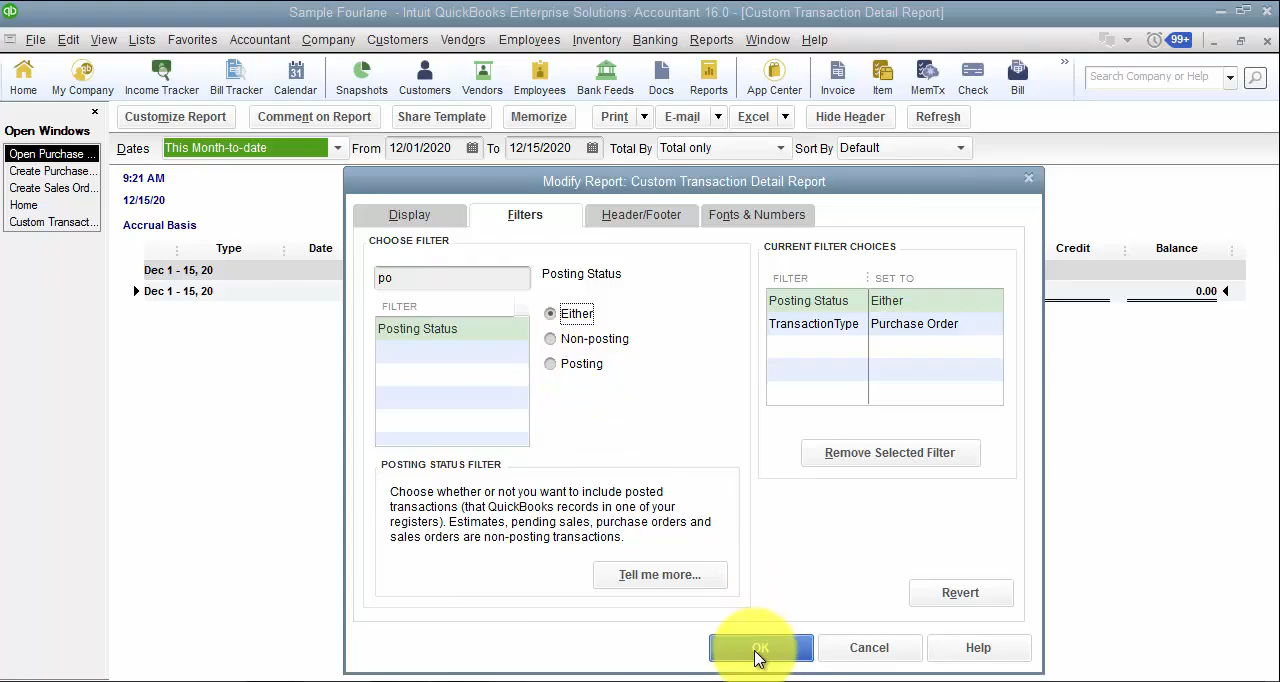 Sample Fourlane - Intuit QuickBooks Enterprise Solutions: Accountant 16.0 - [Custom Transaction Detail Report]
File Edit View Lists Favorites Accountant Company Customers Vendors Employees Inventory Banking Reports Window Help 99+
Home My Company Income Tracker Bill Tracker Calendar Snapshots Customers Vendors Employees Bank Feeds Docs Reports App Center Invoice Item MemTx Check Bill Search Company or Help
Open Windows
Open Purchase ...
Create Purchase...
Create Sales Ord...
Home
Custom Transact...
Customize Report Comment on Report Share Template Memorize Print E-mail Excel Hide Header Refresh
Dates This Month-to-date From 12/01/2020 To 12/15/2020 Total By Total only Sort By Default
9:21 AM
12/15/20
Accrual Basis
Type Date Credit Balance
Dec 1 - 15, 20
Dec 1 - 15, 20 0.00
Modify Report: Custom Transaction Detail Report
Display Filters Header/Footer Fonts & Numbers
CHOOSE FILTER
po
FILTER
Posting Status
Posting Status
Either
Non-posting
Posting
POSTING STATUS FILTER
Choose whether or not you want to include posted
transactions (that QuickBooks records in one of your
registers). Estimates, pending sales, purchase orders and
sales orders are non-posting transactions.
Tell me more...
CURRENT FILTER CHOICES
FILTER SET TO
Posting Status Either
TransactionType Purchase Order
Remove Selected Filter
Revert
OK Cancel Help